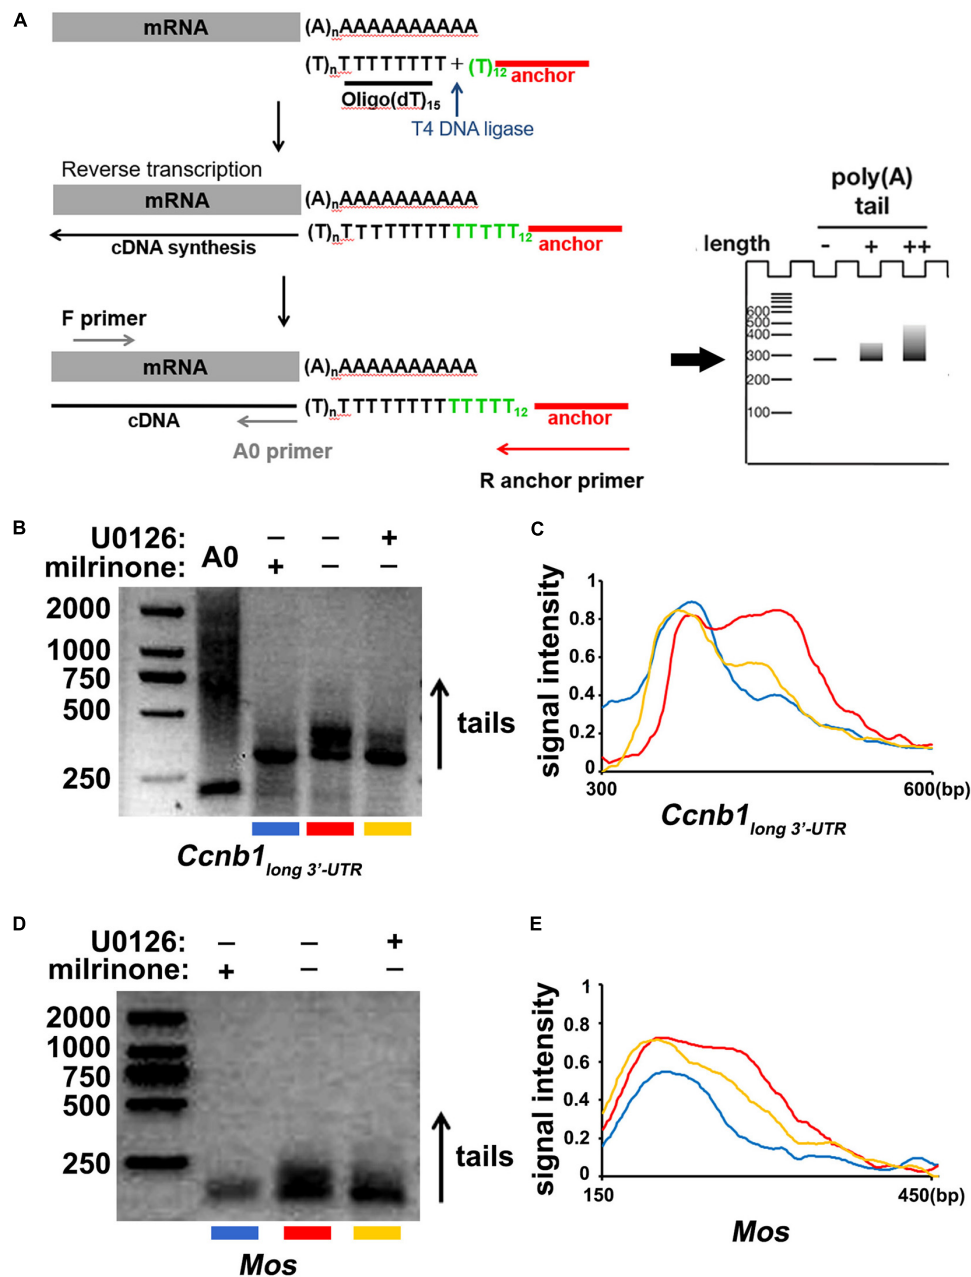 A
mRNA (A)nAAAAAAAAAA
(T)nTTTTTTTT + (T)12 anchor
Oligo(dT)15
T4 DNA ligase
Reverse transcription
mRNA (A)nAAAAAAAAAA
cDNA synthesis (T)nTTTTTTTTTTTTT12 anchor
F primer
mRNA (A)nAAAAAAAAAA
cDNA (T)nTTTTTTTTTTTTT12 anchor
A0 primer
R anchor primer
poly(A)
tail
length - + ++
600
500
400
300
200
100
B
U0126: – – +
milrinone: A0 + – –
2000
1000
750
500
250
tails
Ccnb1long 3'-UTR
C
signal intensity
1
0.8
0.6
0.4
0.2
0
300 600(bp)
Ccnb1long 3'-UTR
D
U0126: – – +
milrinone: + – –
2000
1000
750
500
250
tails
Mos
E
signal intensity
1
0.8
0.6
0.4
0.2
0
150 450(bp)
Mos